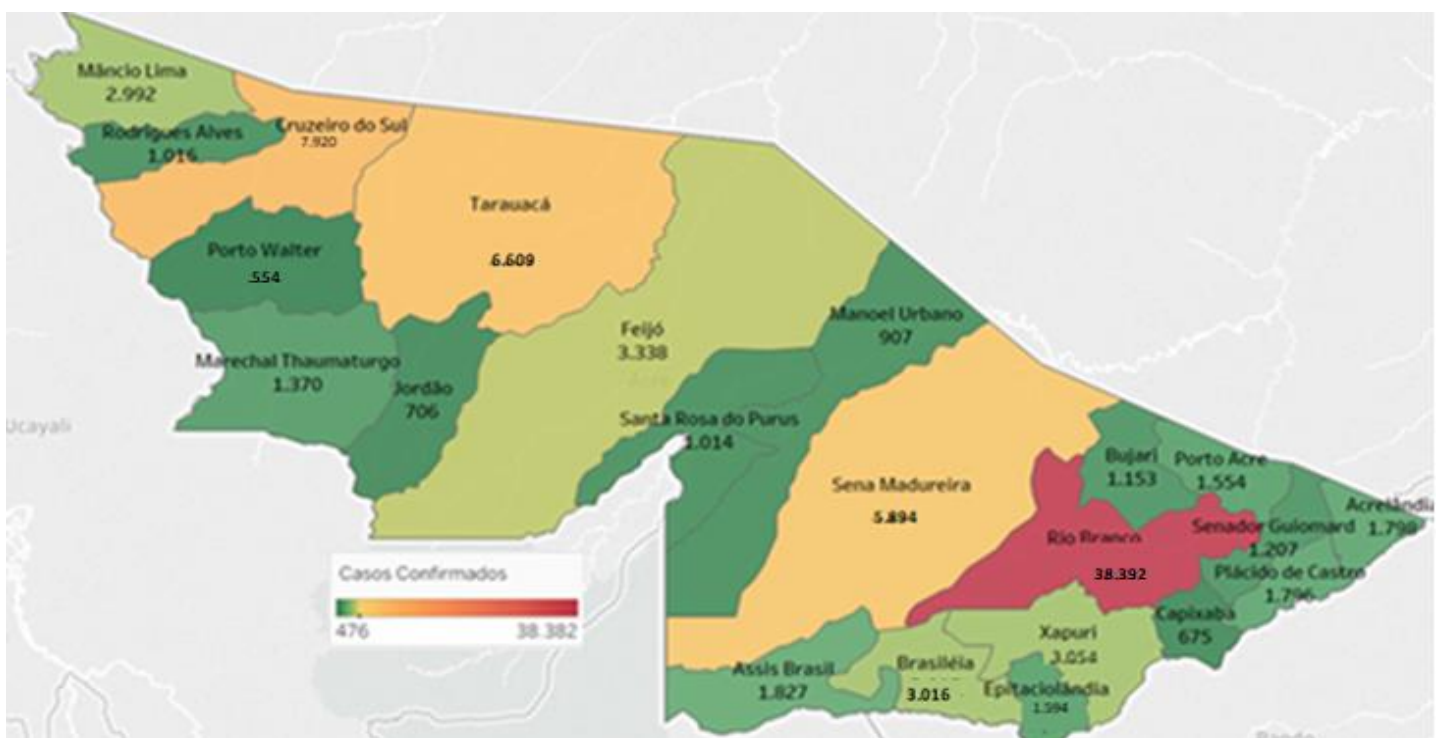 Mâncio Lima
2.992
Rodrigues Alves
1.016
Cruzeiro do Sul
7.920
Tarauacá
6.609
Porto Walter
554
Marechal Thaumaturgo
1.370
Jordão
706
Feijó
3.338
Acre
Manoel Urbano
907
Santa Rosa do Purus
1.014
Sena Madureira
5.894
Bujari
1.153
Porto Acre
1.554
Acrelândia
Senador Guiomard
1.207
Rio Branco
38.392
Plácido de Castro
1.796
Capixaba
675
Xapuri
3.054
Brasiléia
3.016
Epitaciolândia
1.594
Assis Brasil
1.827
Ucayali
Casos Confirmados
476 38.382
Pando